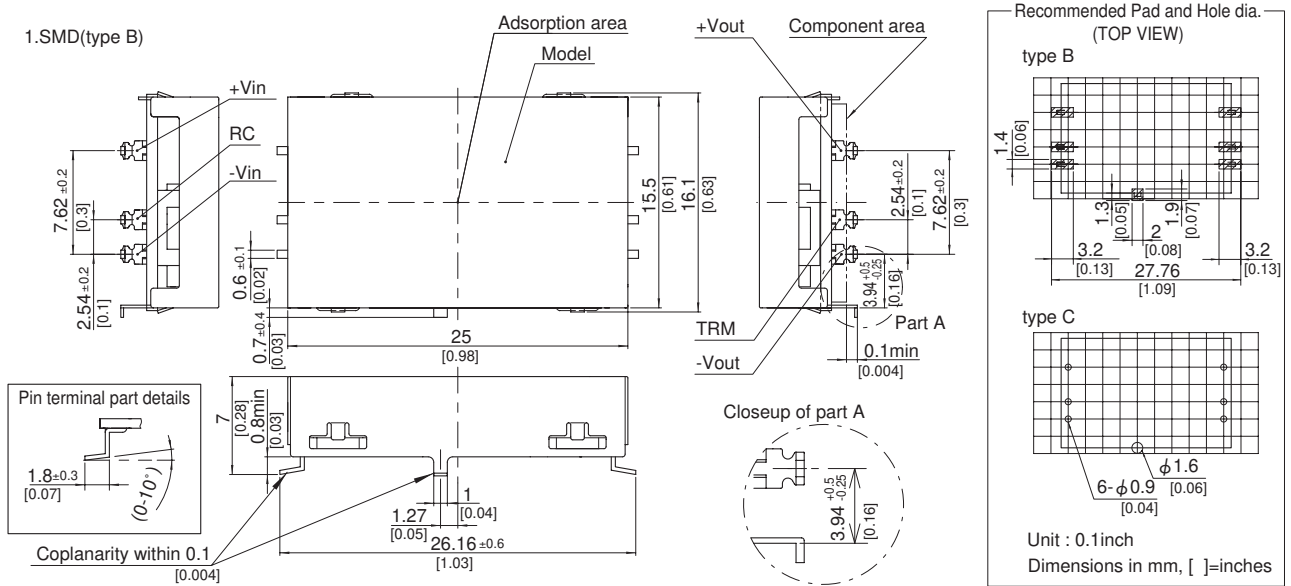 1.SMD(type B)
Adsorption area
Model
+Vin
RC
-Vin
7.62 ±0.2
[0.3]
2.54 ±0.2
[0.1]
0.6 ±0.1
[0.02]
0.7 ±0.4
[0.03]
15.5
[0.61]
16.1
[0.63]
25
[0.98]
+Vout
Component area
2.54 ±0.2
[0.1]
7.62 ±0.2
[0.3]
3.94 +0.5 -0.25
[0.16]
TRM
-Vout
Part A
0.1min
[0.004]
Pin terminal part details
1.8 ±0.3
[0.07]
(0-10°)
7
[0.28]
0.8min
[0.03]
1
[0.04]
1.27
[0.05]
26.16 ±0.6
[1.03]
Coplanarity within 0.1
[0.004]
Closeup of part A
3.94 +0.5 -0.25
[0.16]
Recommended Pad and Hole dia.
(TOP VIEW)
type B
1.4
[0.06]
1.3
[0.05]
1.9
[0.07]
2
[0.08]
3.2
[0.13]
3.2
[0.13]
27.76
[1.09]
type C
φ1.6
[0.06]
6-φ0.9
[0.04]
Unit : 0.1inch
Dimensions in mm, [ ]=inches